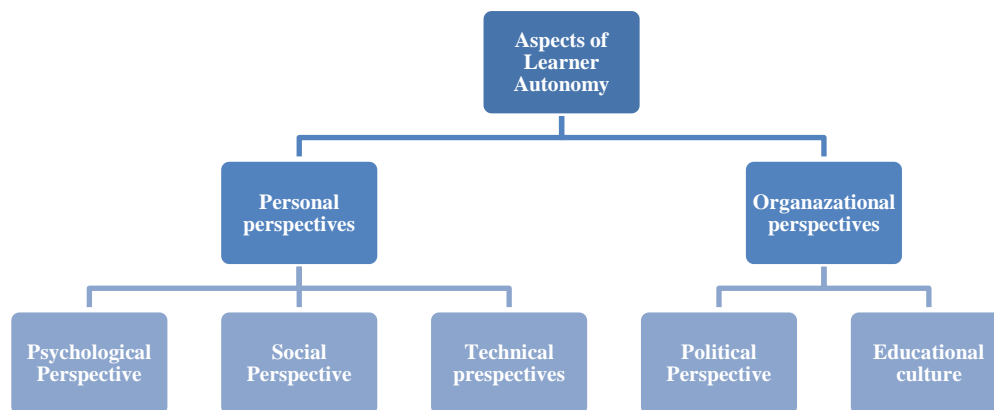 Aspects of
Learner
Autonomy
Personal
perspectives
Organazational
perspectives
Psychological
Perspective
Social
Perspective
Technical
prespectives
Political
Perspective
Educational
culture